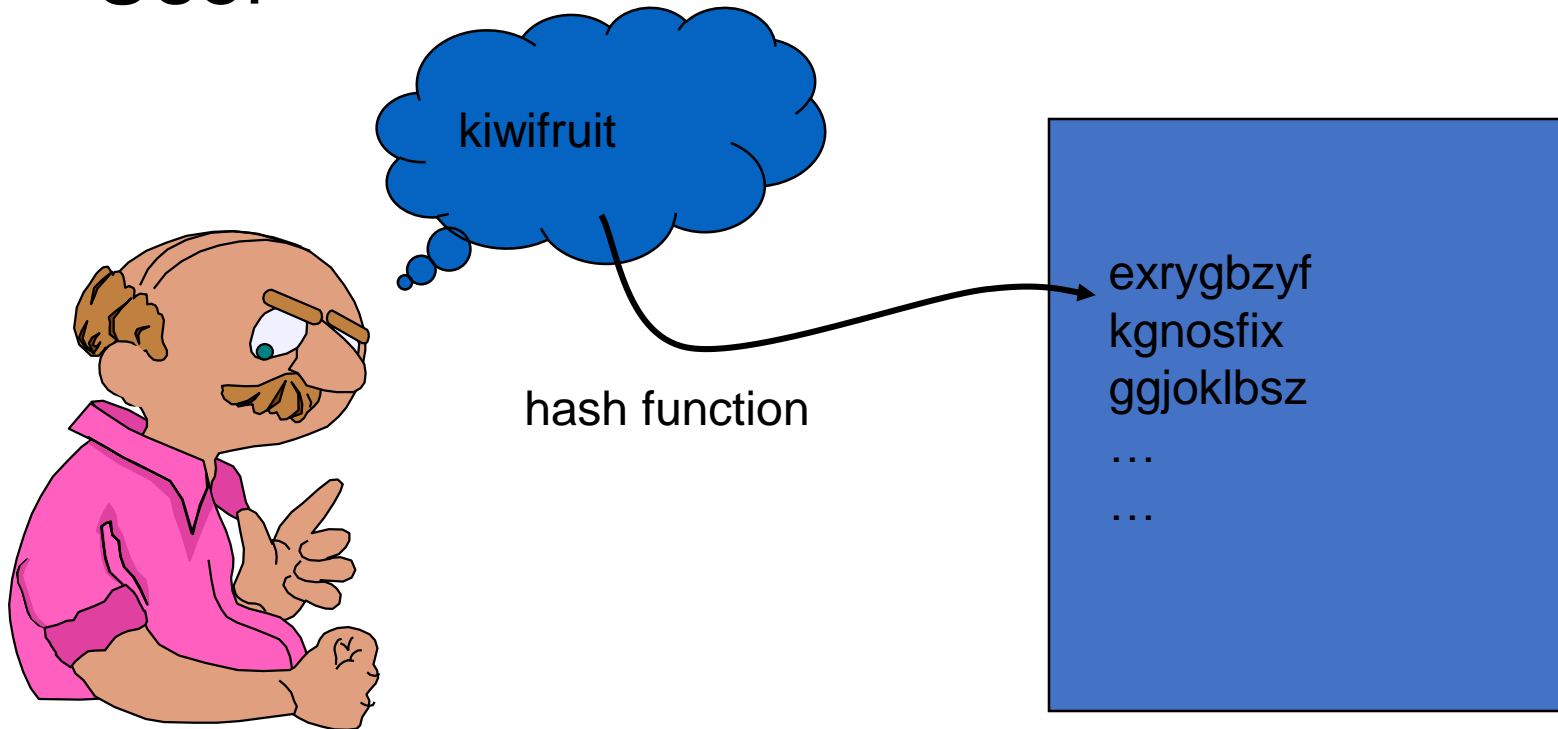 kiwifruit
exrygbzyf
kgnosfix
ggjoklbsz
…
…
hash function